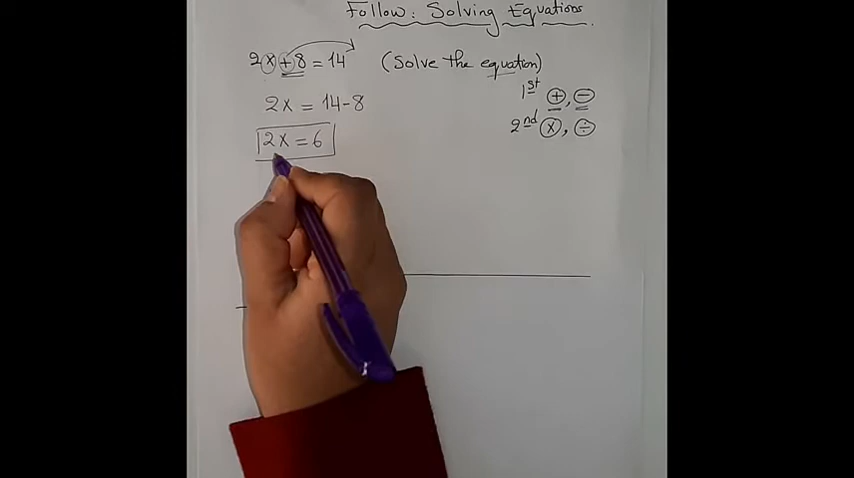 Follow: Solving Equations.
2x + 8 = 14 (Solve the equation)
1st +, -
2x = 14 - 8
2nd ×, ÷
2x = 6